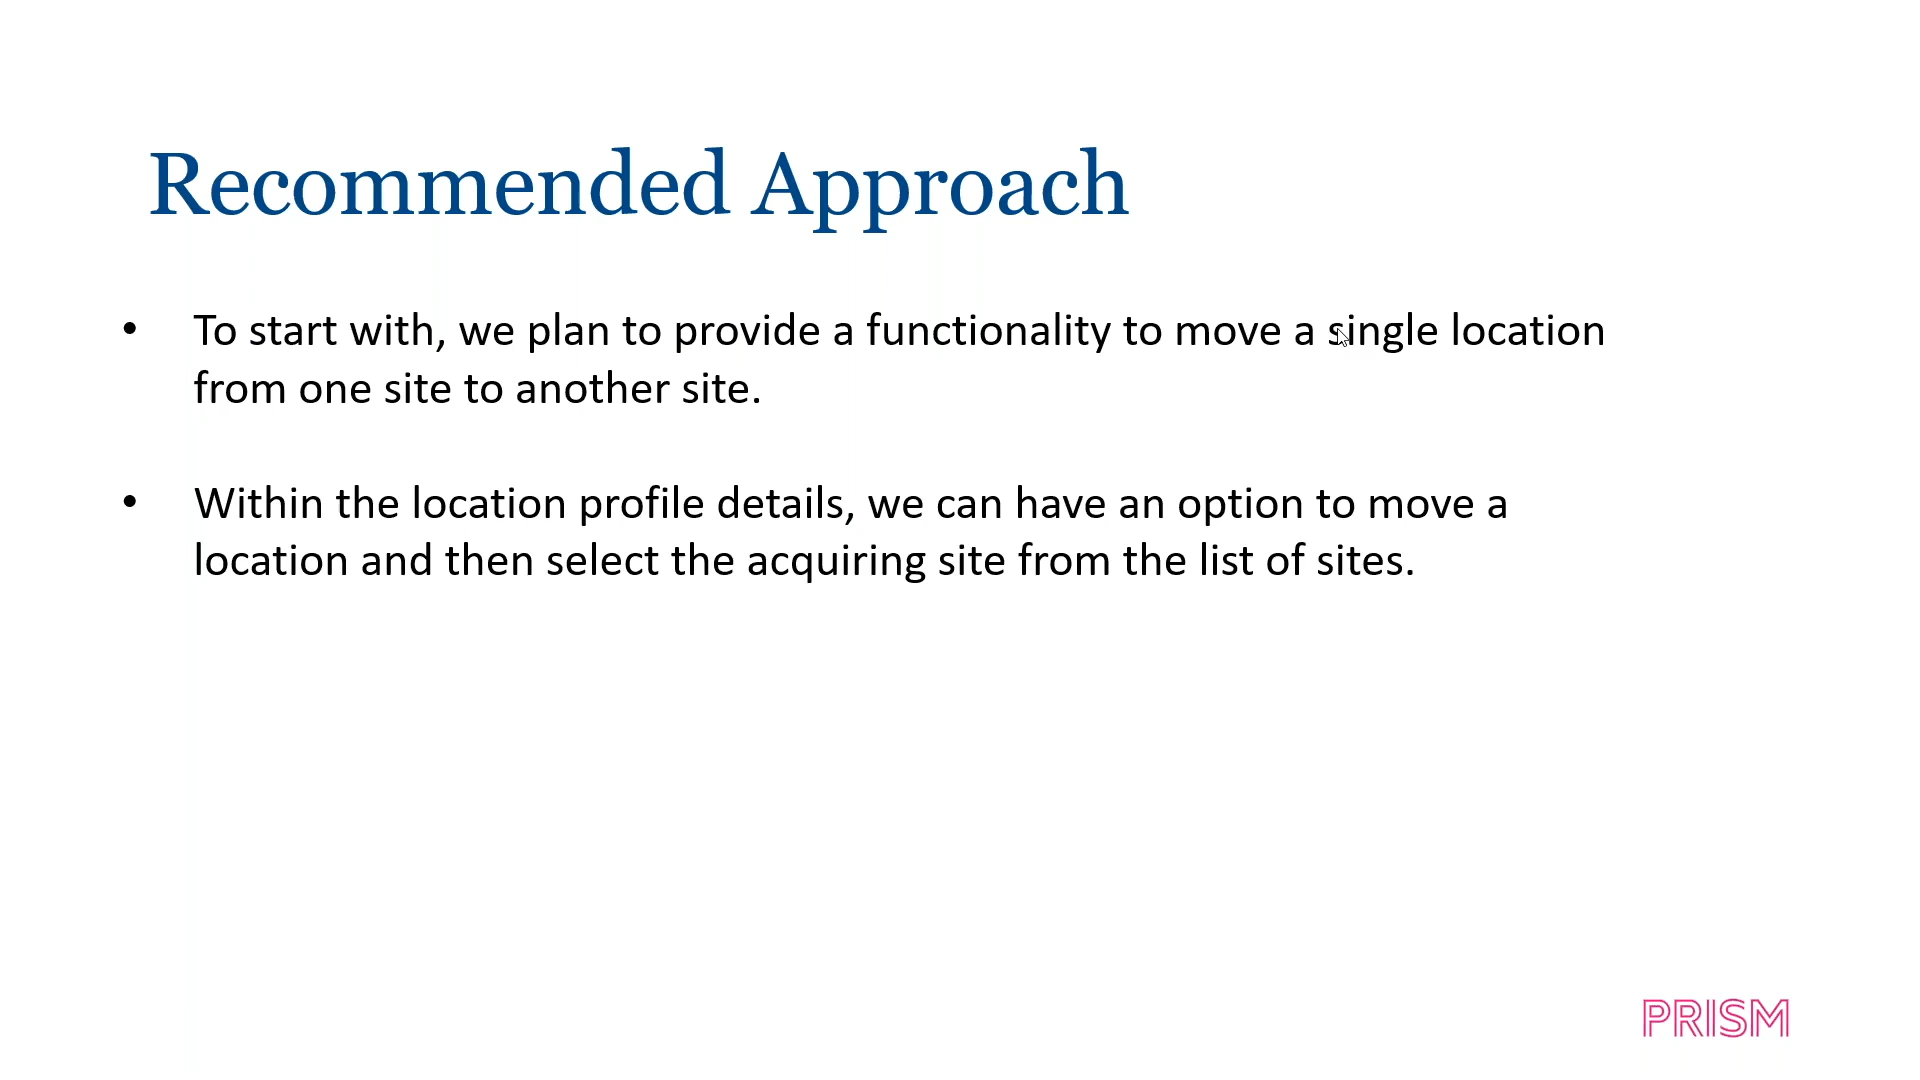 Recommended Approach
• To start with, we plan to provide a functionality to move a single location
from one site to another site.
• Within the location profile details, we can have an option to move a
location and then select the acquiring site from the list of sites.
PRISM